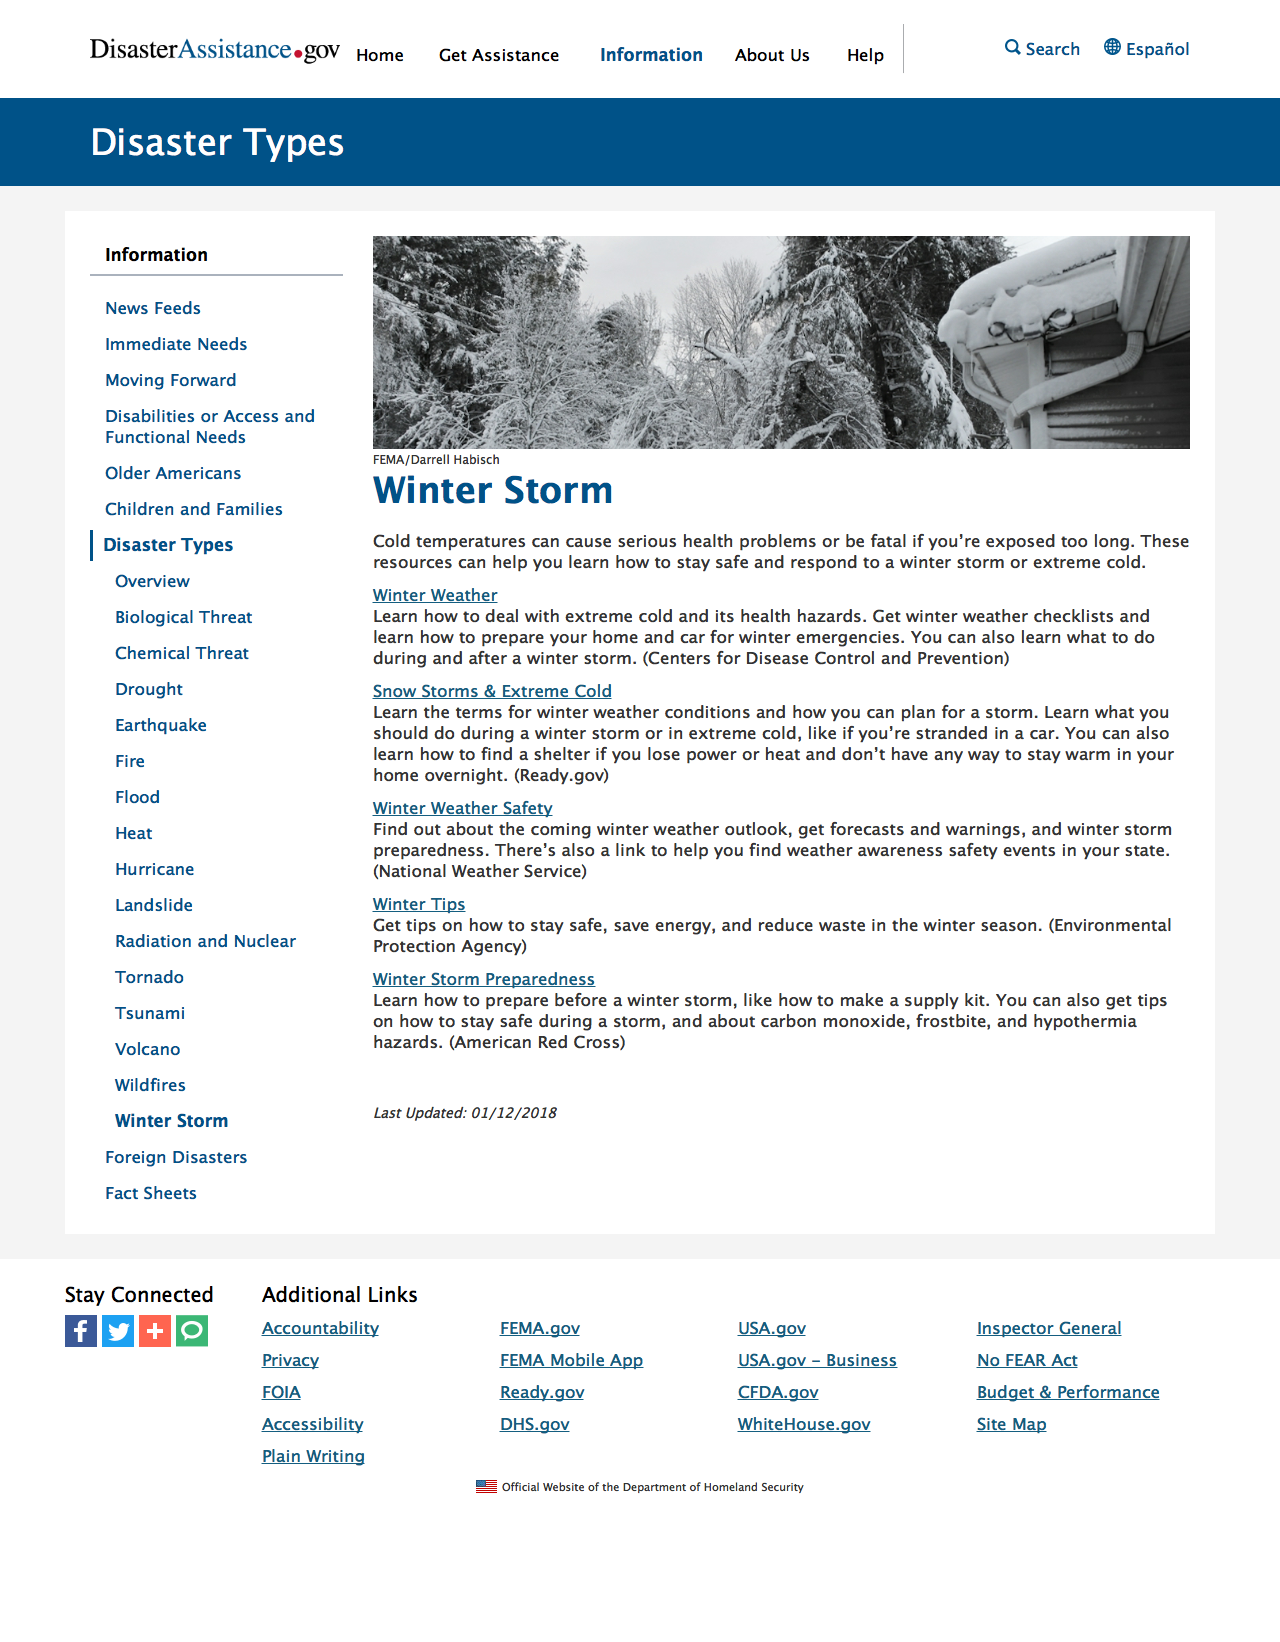 DisasterAssistance.gov
Home
Get Assistance
Information
About Us
Help
Search
Español
Disaster Types
Information
News Feeds
Immediate Needs
Moving Forward
Disabilities or Access and
Functional Needs
Older Americans
Children and Families
Disaster Types
Overview
Biological Threat
Chemical Threat
Drought
Earthquake
Fire
Flood
Heat
Hurricane
Landslide
Radiation and Nuclear
Tornado
Tsunami
Volcano
Wildfires
Winter Storm
Foreign Disasters
Fact Sheets
FEMA/Darrell Habisch
Winter Storm
Cold temperatures can cause serious health problems or be fatal if you’re exposed too long. These
resources can help you learn how to stay safe and respond to a winter storm or extreme cold.
Winter Weather
Learn how to deal with extreme cold and its health hazards. Get winter weather checklists and
learn how to prepare your home and car for winter emergencies. You can also learn what to do
during and after a winter storm. (Centers for Disease Control and Prevention)
Snow Storms & Extreme Cold
Learn the terms for winter weather conditions and how you can plan for a storm. Learn what you
should do during a winter storm or in extreme cold, like if you’re stranded in a car. You can also
learn how to find a shelter if you lose power or heat and don’t have any way to stay warm in your
home overnight. (Ready.gov)
Winter Weather Safety
Find out about the coming winter weather outlook, get forecasts and warnings, and winter storm
preparedness. There’s also a link to help you find weather awareness safety events in your state.
(National Weather Service)
Winter Tips
Get tips on how to stay safe, save energy, and reduce waste in the winter season. (Environmental
Protection Agency)
Winter Storm Preparedness
Learn how to prepare before a winter storm, like how to make a supply kit. You can also get tips
on how to stay safe during a storm, and about carbon monoxide, frostbite, and hypothermia
hazards. (American Red Cross)
Last Updated: 01/12/2018
Stay Connected
Additional Links
Accountability
Privacy
FOIA
Accessibility
Plain Writing
FEMA.gov
FEMA Mobile App
Ready.gov
DHS.gov
USA.gov
USA.gov – Business
CFDA.gov
WhiteHouse.gov
Inspector General
No FEAR Act
Budget & Performance
Site Map
Official Website of the Department of Homeland Security